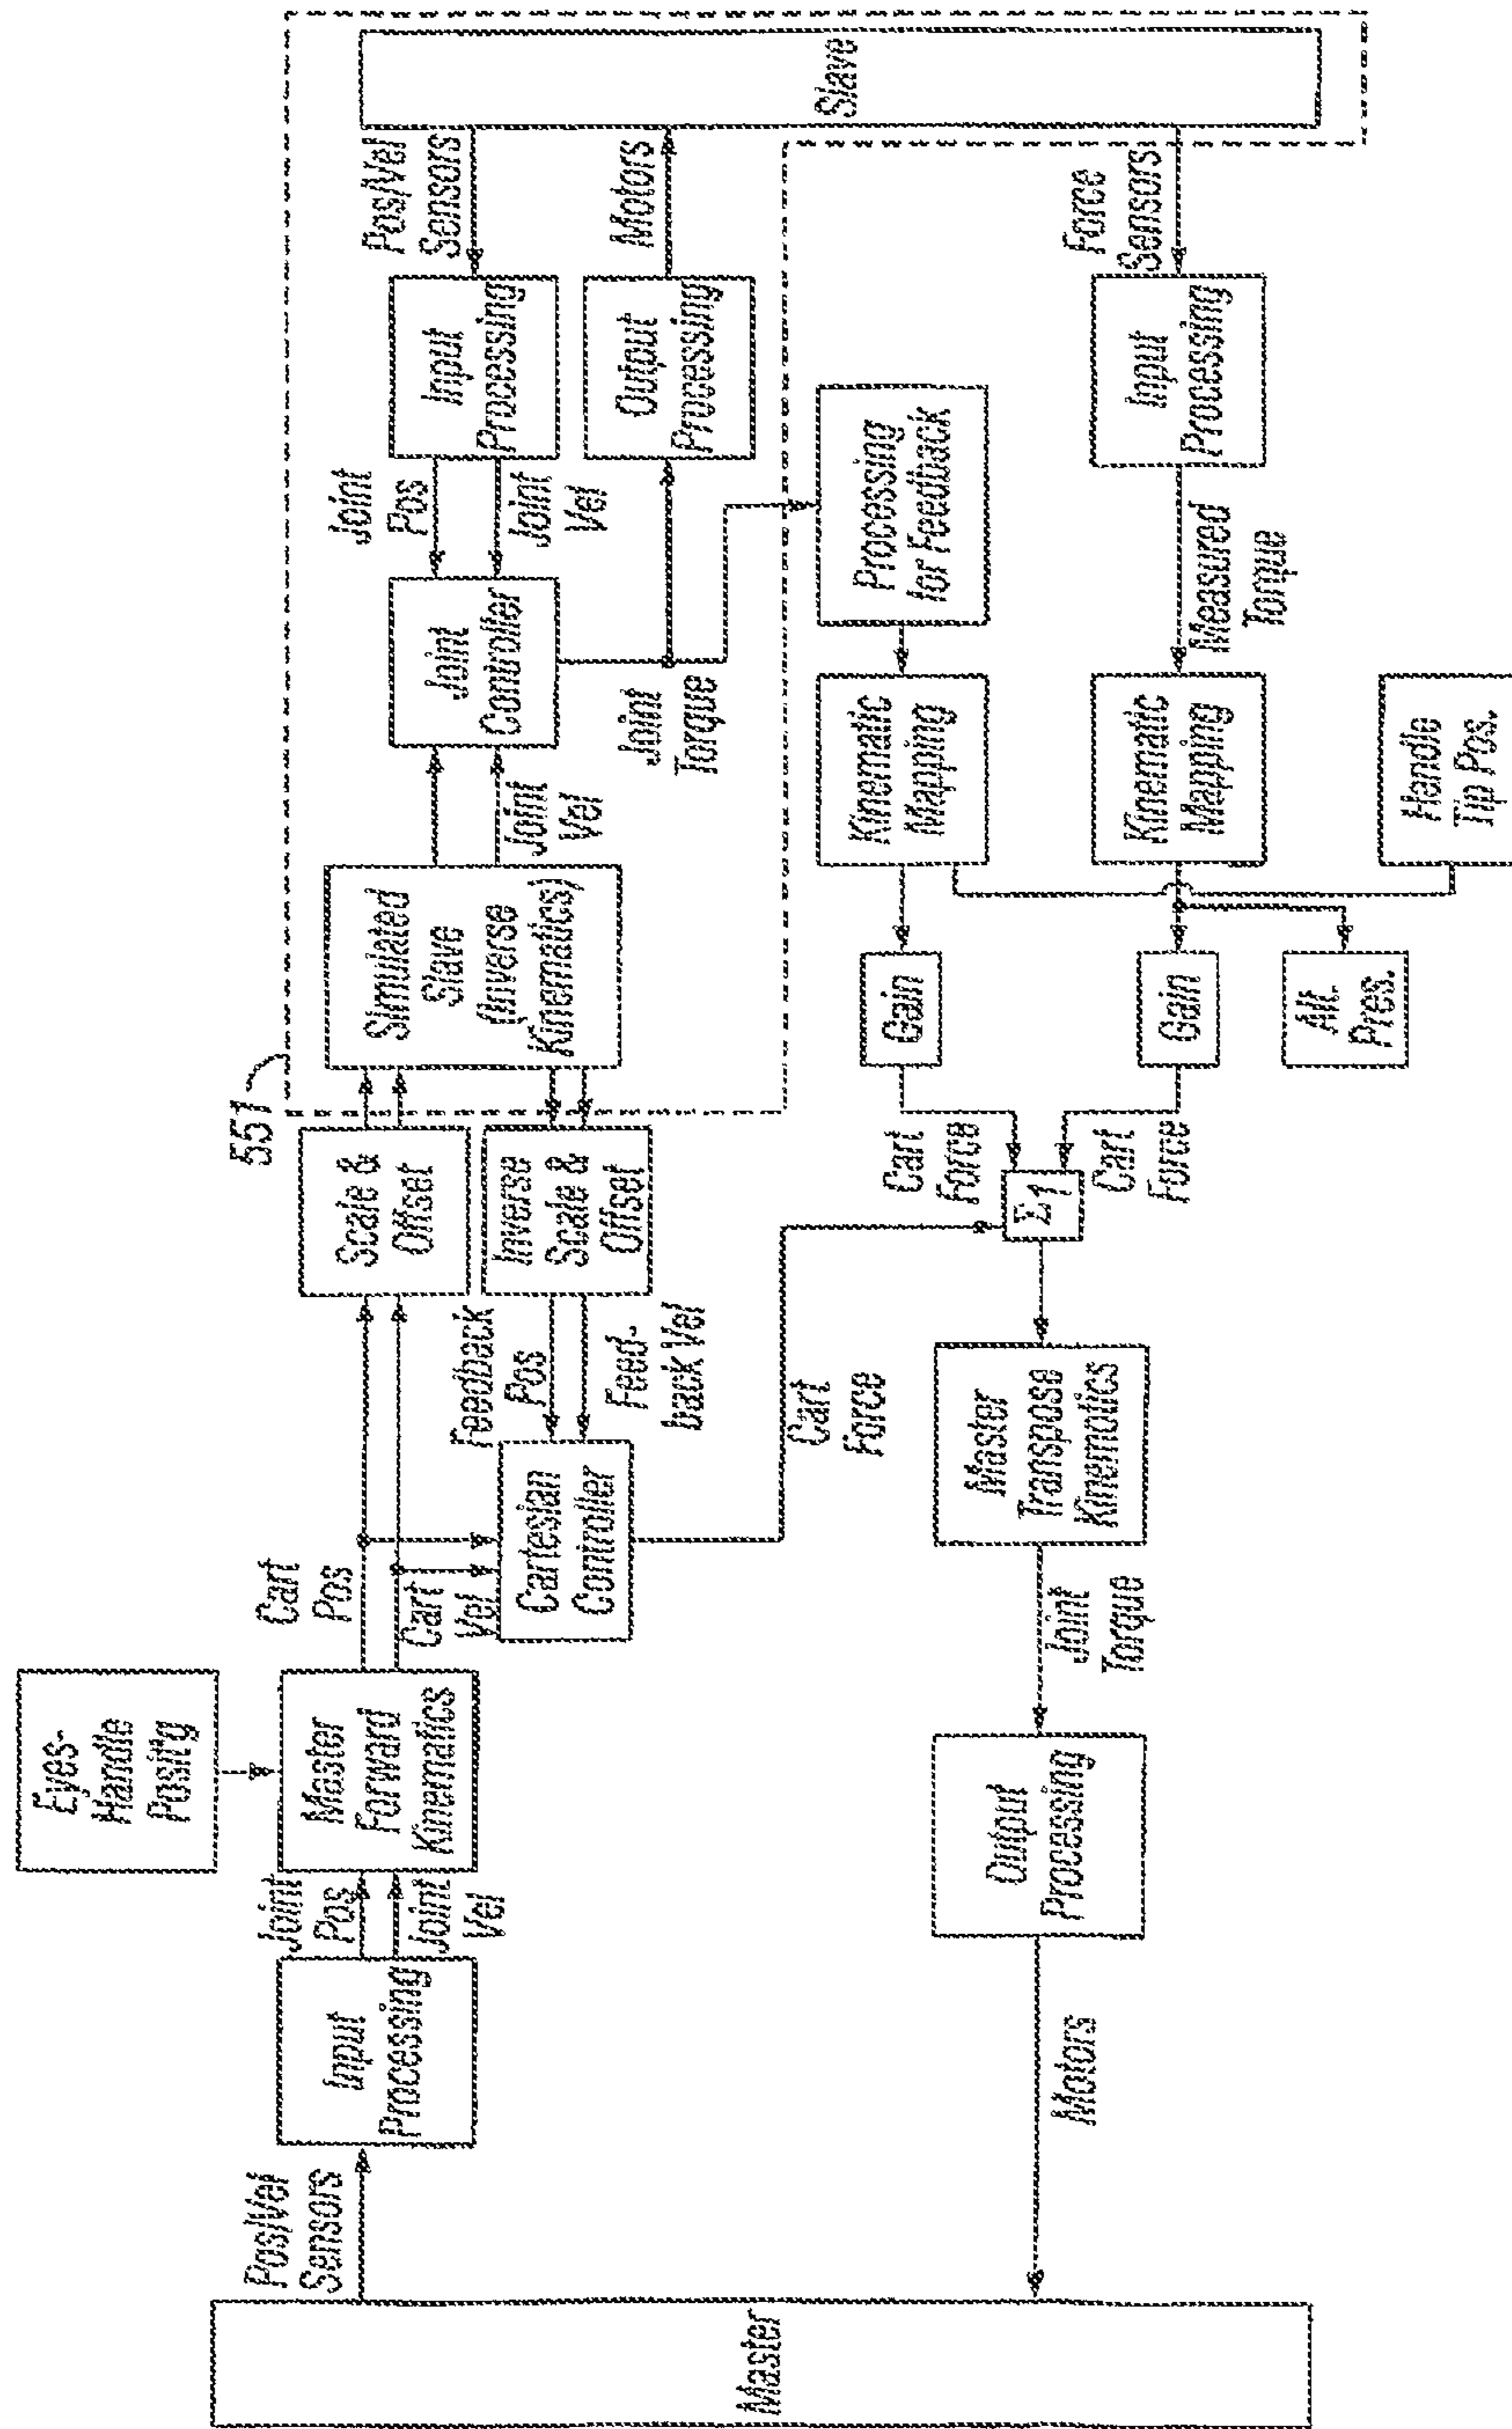 551
Eyes-
Handle
Posit'g
Master
Pos/Vel
Sensors
Input
Processing
Joint
Pos
Joint
Vel
Master
Forward
Kinematics
Cart
Pos
Cart
Vel
Cartesian
Controller
Feedback
Pos
Feed-
back Vel
Scale &
Offset
Inverse
Scale &
Offset
Simulated
Slave
(Inverse
Kinematics)
Joint
Vel
Joint
Controller
Joint
Pos
Joint
Vel
Input
Processing
Pos/Vel
Sensors
Slave
Joint
Torque
Output
Processing
Motors
Processing
for Feedback
Kinematic
Mapping
Gain
Cart
Force
Force
Sensors
Input
Processing
Measured
Torque
Kinematic
Mapping
Gain
Cart
Force
Handle
Tip Pos.
Alt.
Pres.
Σ1
Cart
Force
Master
Transpose
Kinematics
Joint
Torque
Output
Processing
Motors